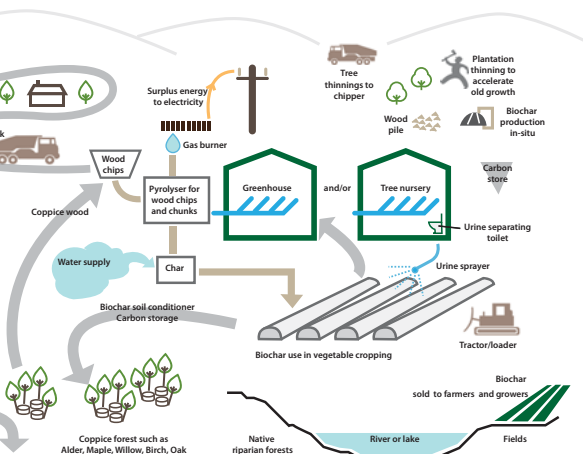 Plantation
thinning to
accelerate
old growth
Tree
thinnings to
chipper
Surplus energy
to electricity
Wood
pile
Biochar
production
in-situ
k
Gas burner
Wood
chips
Carbon
store
Pyrolyser for
wood chips
and chunks
Greenhouse
and/or
Tree nursery
Coppice wood
Urine separating
toilet
Water supply
Char
Urine sprayer
Biochar soil conditioner
Carbon storage
Tractor/loader
Biochar use in vegetable cropping
Biochar
sold to farmers and growers
Coppice forest such as
Alder, Maple, Willow, Birch, Oak
Native
riparian forests
River or lake
Fields